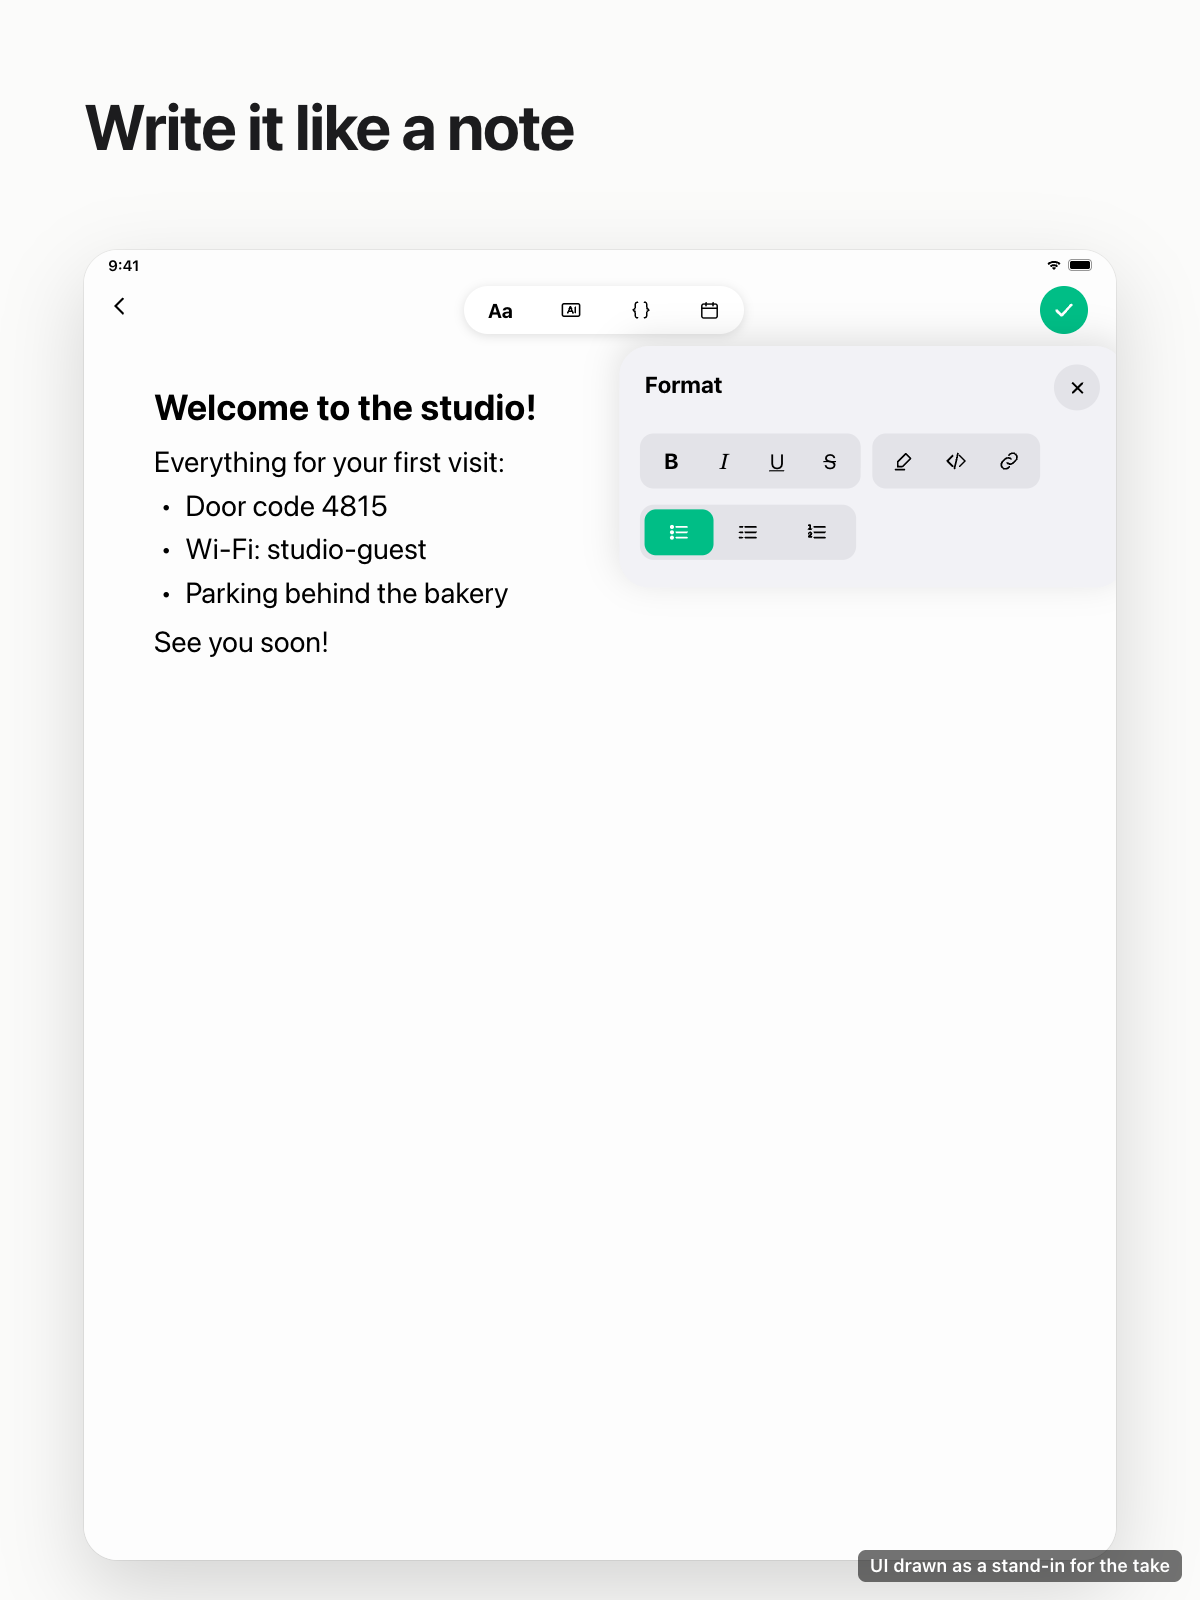 Write it like a note
9:41
Aa
AI
{ }
Format
Welcome to the studio!
Everything for your first visit:
• Door code 4815
• Wi-Fi: studio-guest
• Parking behind the bakery
See you soon!
B I U S
UI drawn as a stand-in for the take